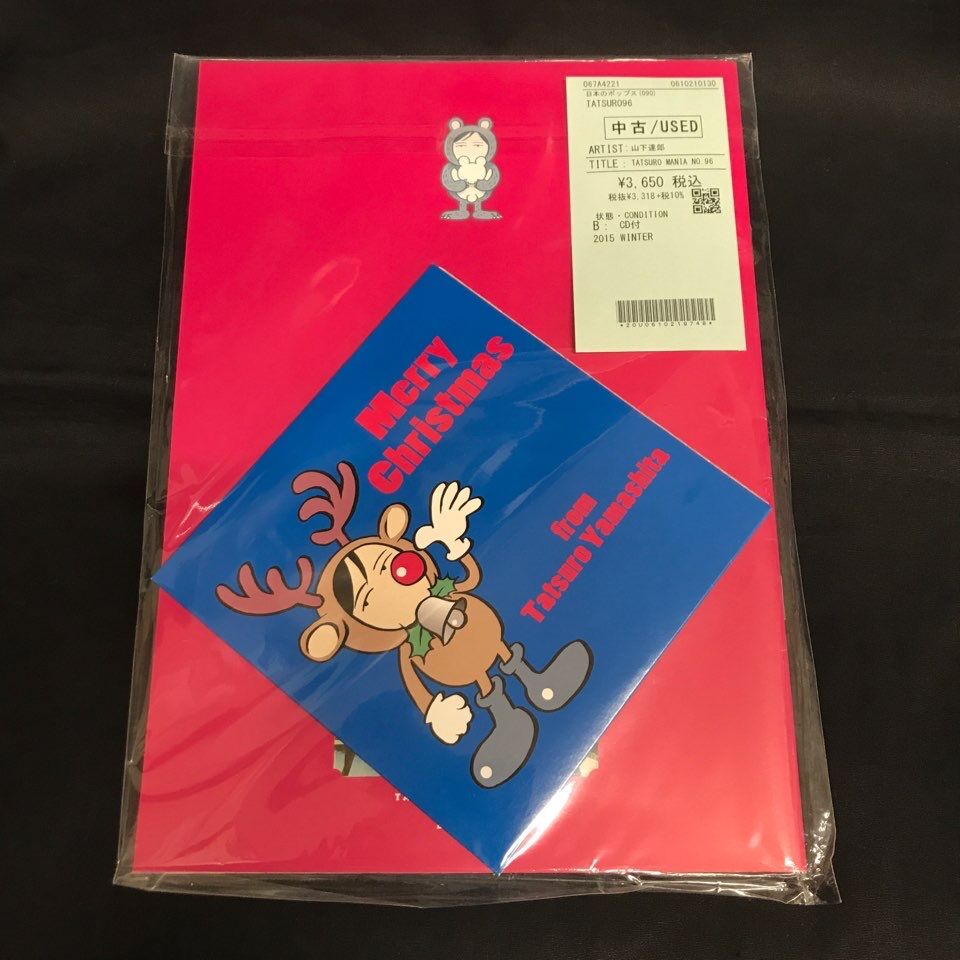 067A4221 0610210130
日本のポップス(090)
TATSURO96
中古/USED
ARTIST: 山下達郎
TITLE : TATSURO MANIA NO.96
¥3,650 税込
税抜¥3,318+税10%
状態・CONDITION
B: CD付
2015 WINTER
*20U0610219748*
Merry
Christmas
from
Tatsuro Yamashita